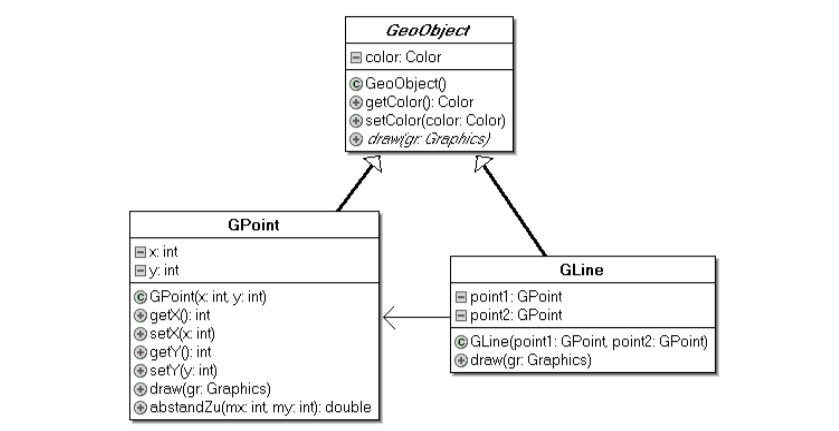 GeoObject
color: Color
GeoObject()
getColor(): Color
setColor(color: Color)
draw(gr: Graphics)
GPoint
x: int
y: int
GPoint(x: int, y: int)
getX(): int
setX(x: int)
getY(): int
setY(y: int)
draw(gr: Graphics)
abstandZu(mx: int, my: int): double
GLine
point1: GPoint
point2: GPoint
GLine(point1: GPoint, point2: GPoint)
draw(gr: Graphics)